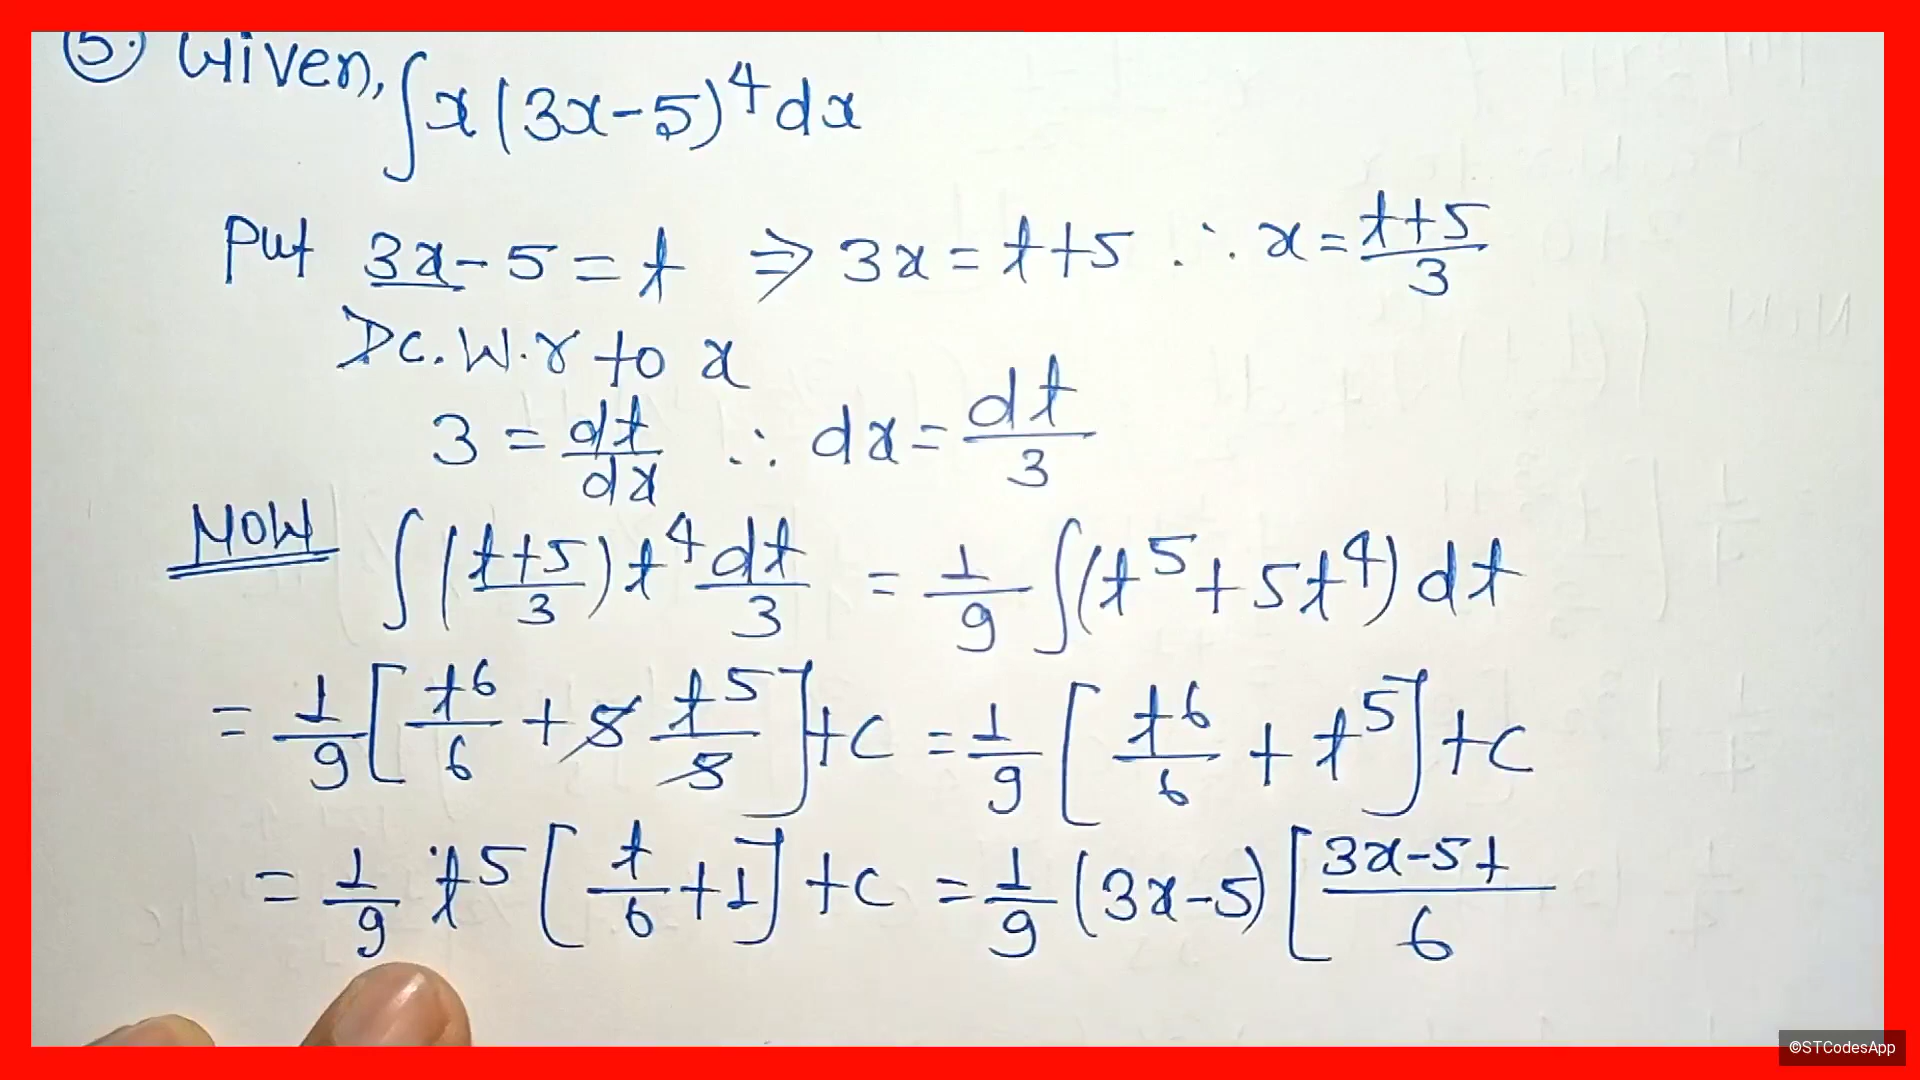 ⑤. Given, ∫x(3x-5)⁴dx
Put 3x-5=t ⇒ 3x=t+5 ∴ x=(t+5)/3
Dc.W.r to x
3 = dt/dx ∴ dx = dt/3
NOW ∫((t+5)/3)t⁴ dt/3 = 1/9 ∫(t⁵+5t⁴)dt
= 1/9[t⁶/6 + 5 t⁵/5]+c = 1/9[t⁶/6 + t⁵]+c
= 1/9 t⁵[t/6+1]+c = 1/9(3x-5)[(3x-5+)/6
©STCodesApp